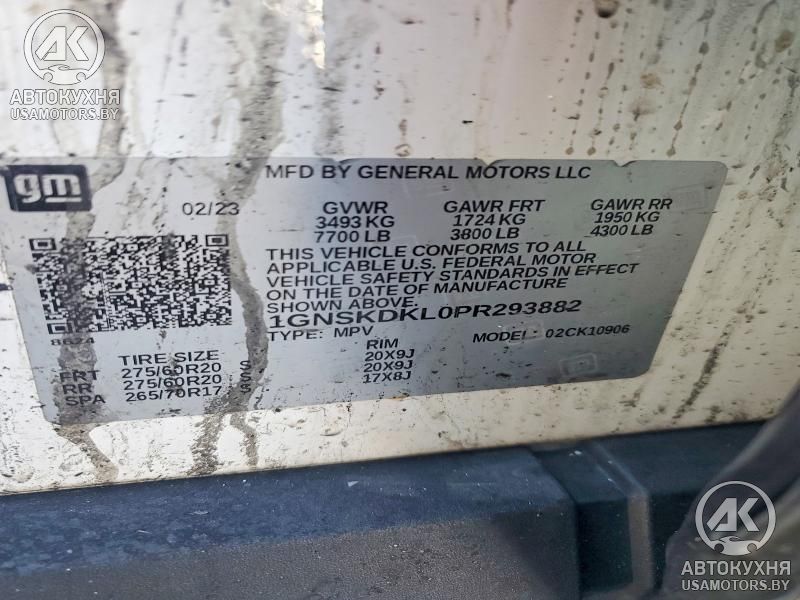 AK
АВТОКУХНЯ
USAMOTORS.BY
gm
MFD BY GENERAL MOTORS LLC
02/23
GVWR GAWR FRT GAWR RR
3493 KG 1724 KG 1950 KG
7700 LB 3800 LB 4300 LB
THIS VEHICLE CONFORMS TO ALL
APPLICABLE U.S. FEDERAL MOTOR
VEHICLE SAFETY STANDARDS IN EFFECT
ON THE DATE OF MANUFACTURE
SHOWN ABOVE.
1GNSKDKL0PR293882
TYPE: MPV MODEL: 02CK10906
8624
TIRE SIZE RIM
FRT 275/60R20 20X9J
RR 275/60R20 20X9J
SPA 265/70R17 17X8J
AK
АВТОКУХНЯ
USAMOTORS.BY